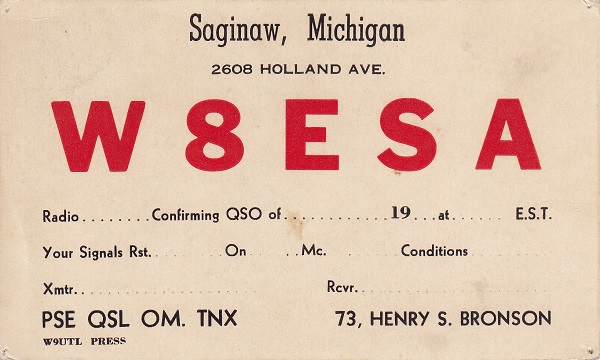 Saginaw, Michigan
2608 HOLLAND AVE.
W8ESA
Radio........Confirming QSO of............19...at......E.S.T.
Your Signals Rst.........On......Mc.............Conditions.............
Xmtr......................Rcvr......................
PSE QSL OM. TNX 73, HENRY S. BRONSON
W9UTL PRESS